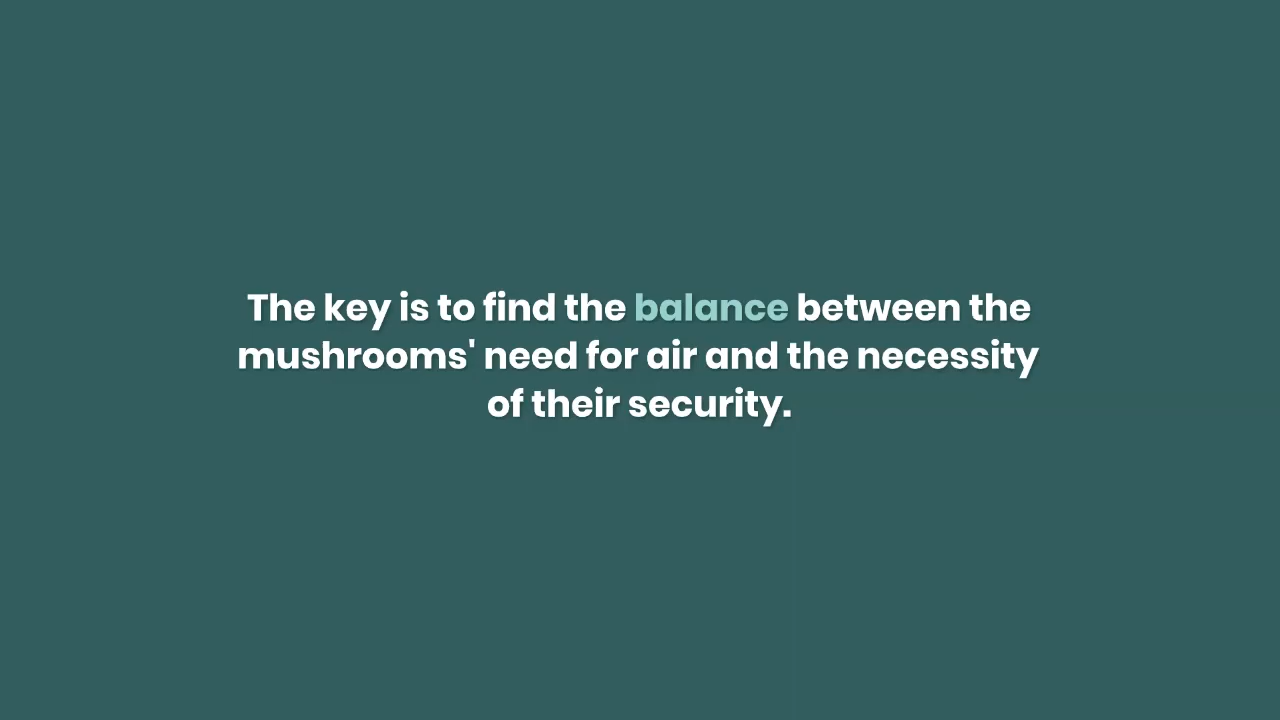 The key is to find the balance between the
mushrooms' need for air and the necessity
of their security.